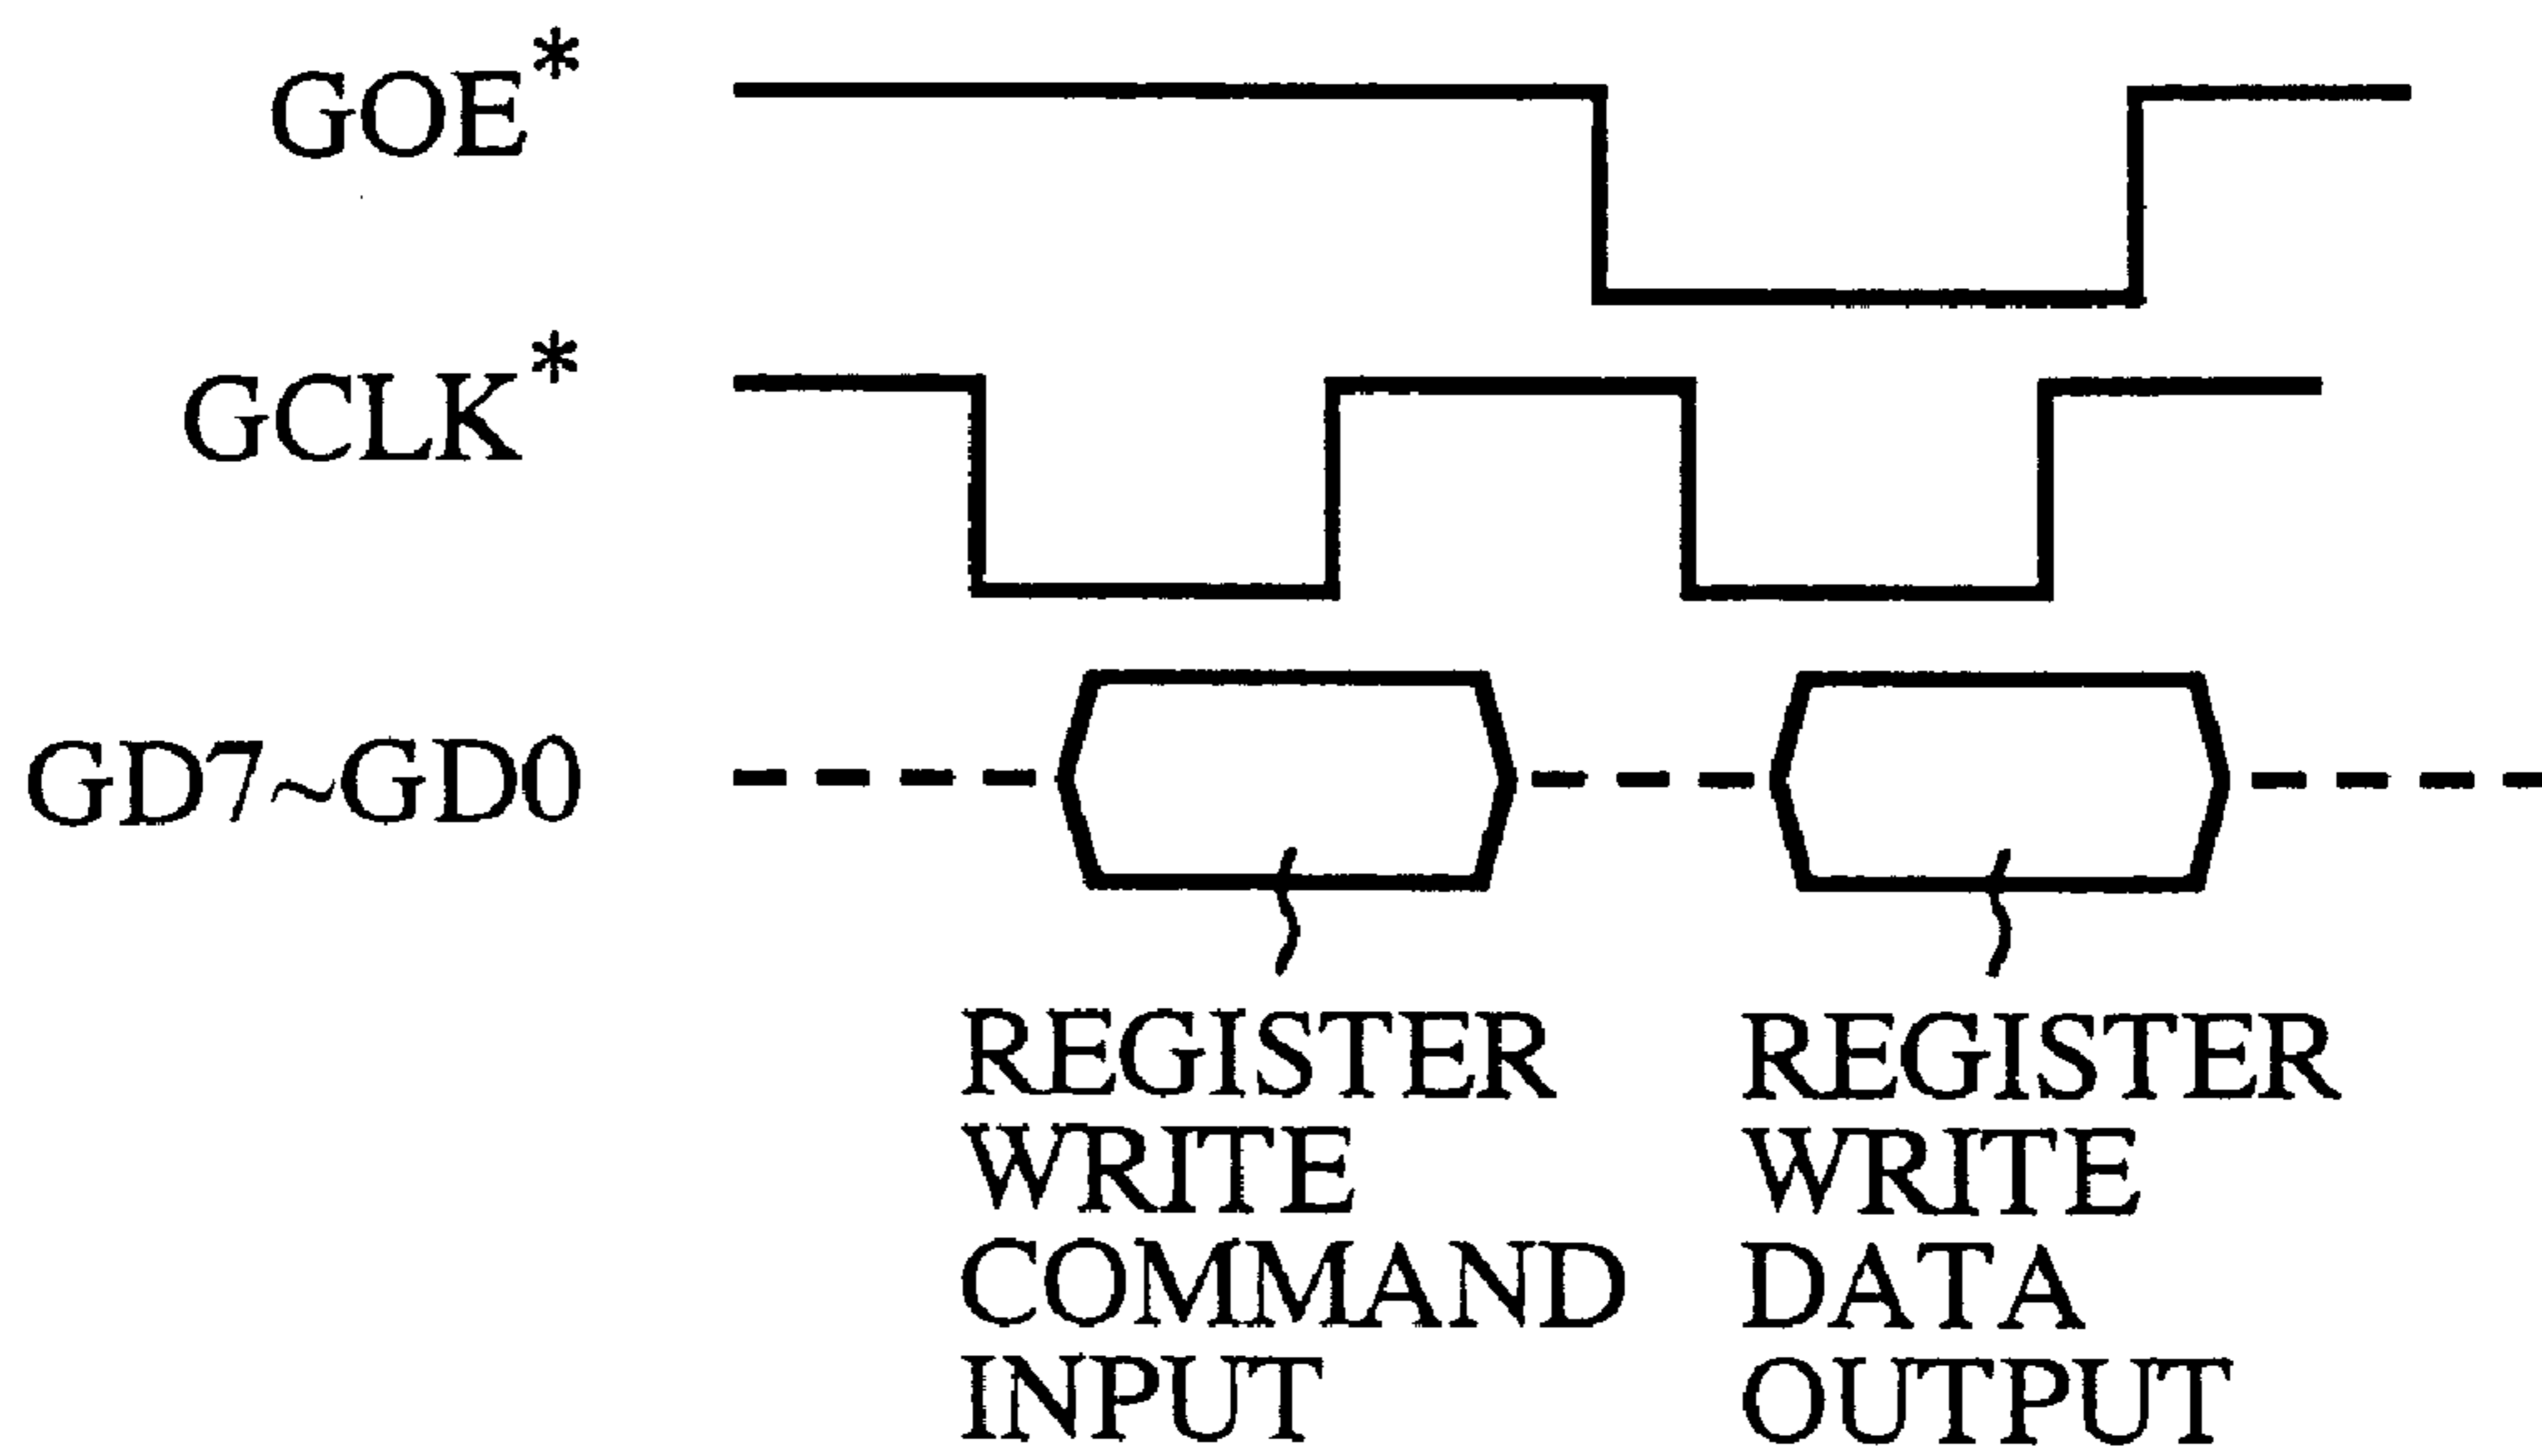 GOE*
GCLK*
GD7~GD0
REGISTER
WRITE
COMMAND
INPUT
REGISTER
WRITE
DATA
OUTPUT